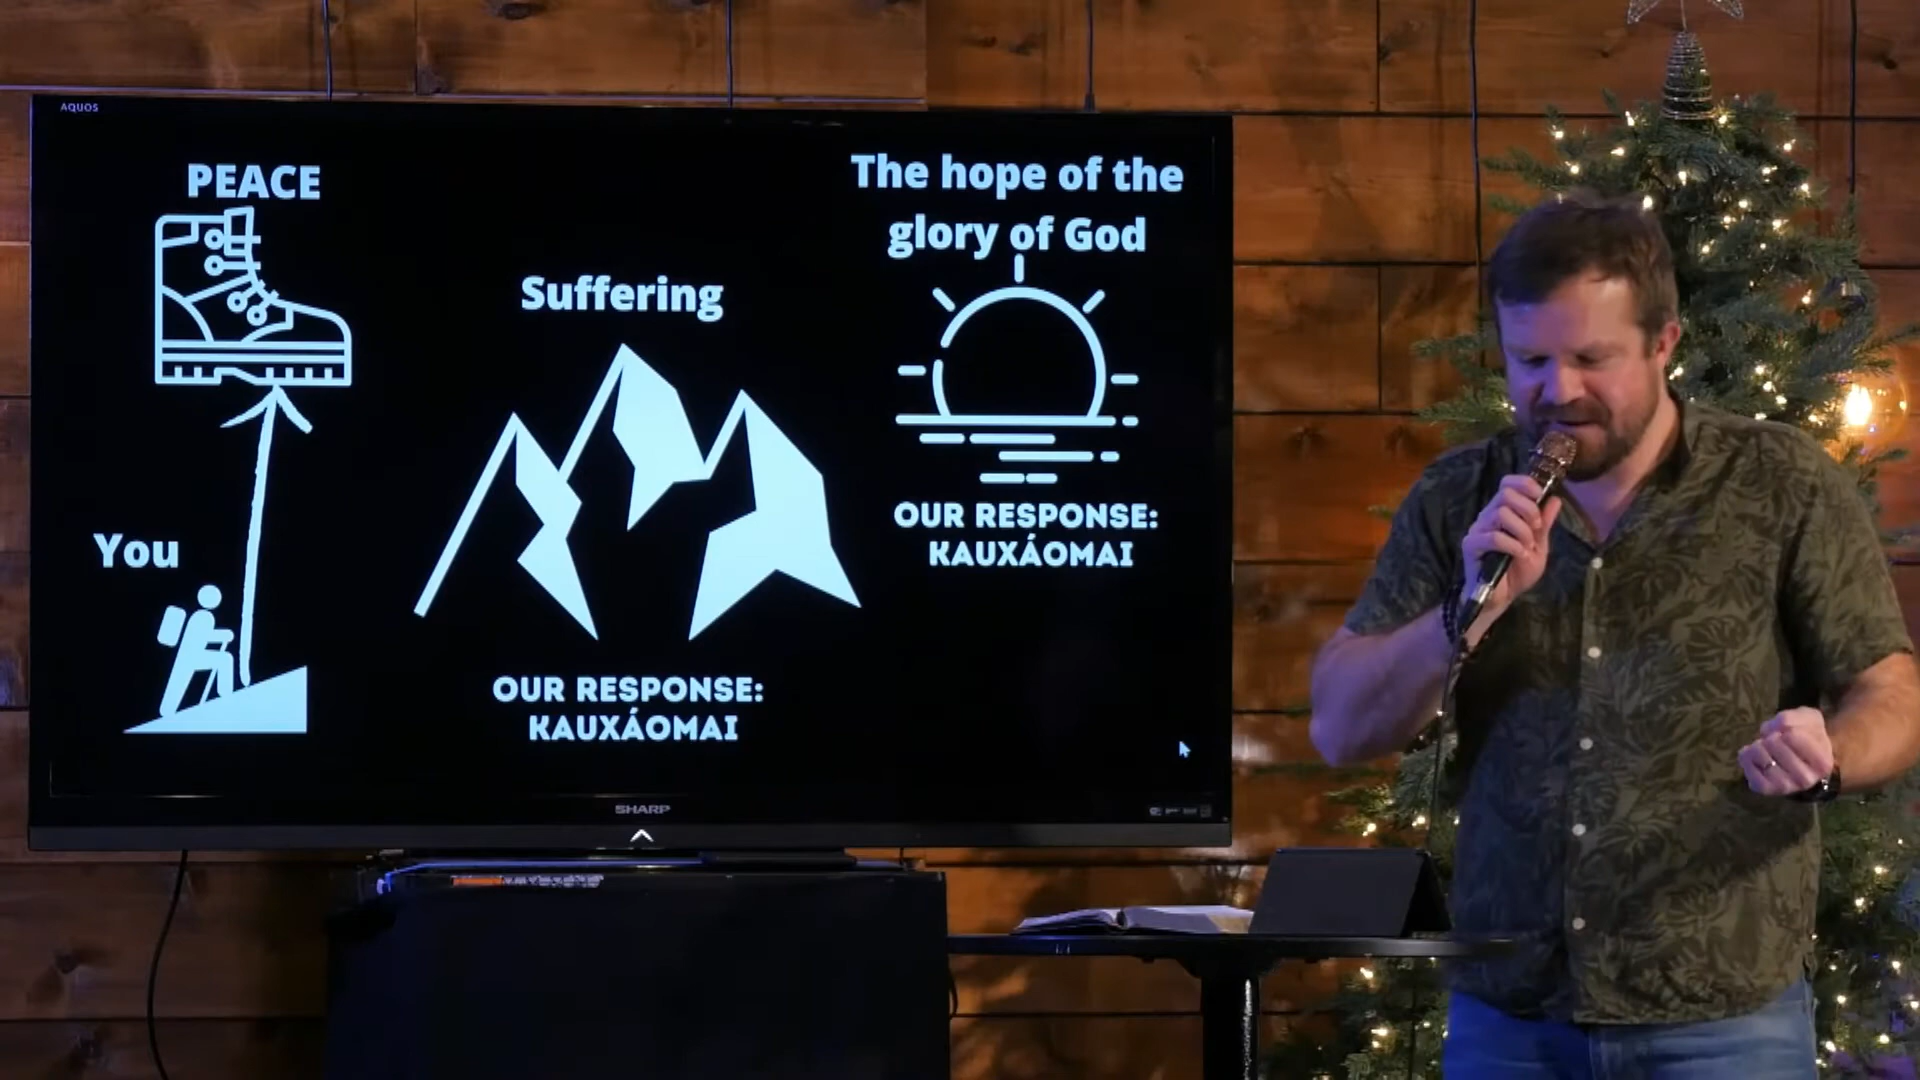 AQUOS
PEACE
You
Suffering
OUR RESPONSE:
KAUXÁOMAI
The hope of the
glory of God
OUR RESPONSE:
KAUXÁOMAI
SHARP